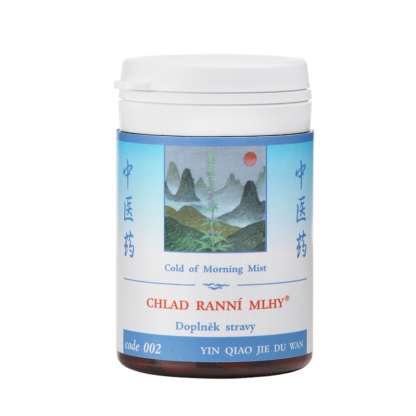 中医药
中医药
Cold of Morning Mist
CHLAD RANNÍ MLHY®
Doplněk stravy
code 002
YIN QIAO JIE DU WAN